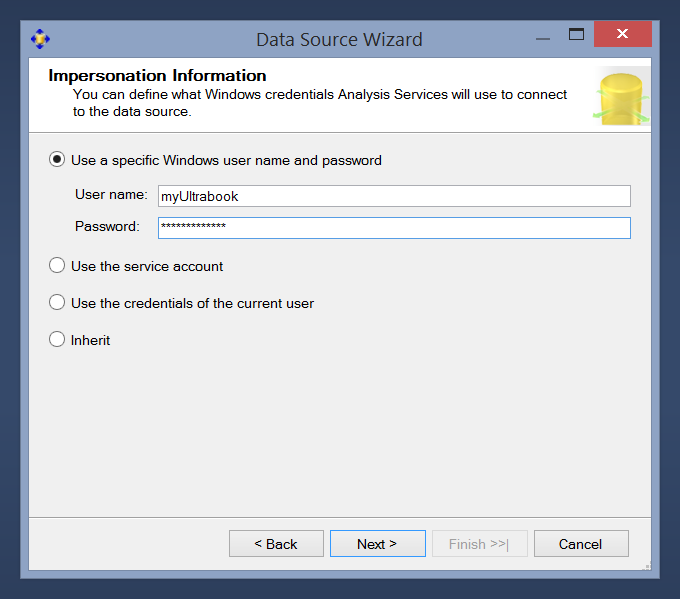 Data Source Wizard
Impersonation Information
You can define what Windows credentials Analysis Services will use to connect
to the data source.
Use a specific Windows user name and password
User name: myUltrabook
Password: *************
Use the service account
Use the credentials of the current user
Inherit
< Back Next > Finish >>| Cancel